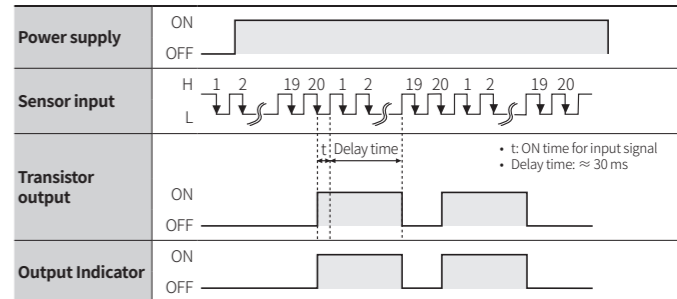 Power supply
ON
OFF
Sensor input
H 1 2 19 20 1 2 19 20 1 2 19 20
L
Transistor output
t Delay time
• t: ON time for input signal
• Delay time: ≈ 30 ms
ON
OFF
Output Indicator
ON
OFF